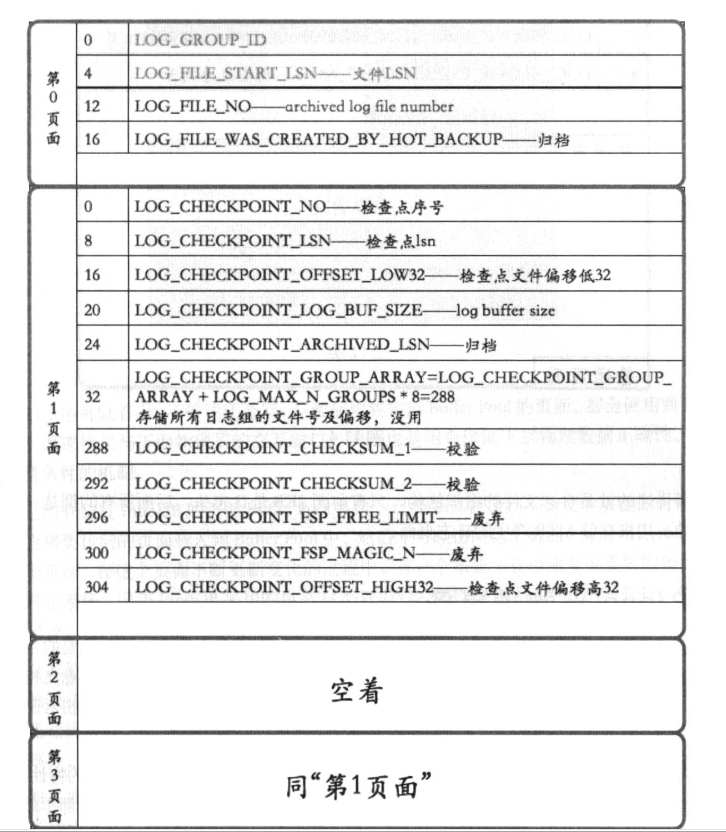 第0页面
0 LOG_GROUP_ID
4 LOG_FILE_START_LSN——文件LSN
12 LOG_FILE_NO——archived log file number
16 LOG_FILE_WAS_CREATED_BY_HOT_BACKUP——归档
第1页面
0 LOG_CHECKPOINT_NO——检查点序号
8 LOG_CHECKPOINT_LSN——检查点lsn
16 LOG_CHECKPOINT_OFFSET_LOW32——检查点文件偏移低32
20 LOG_CHECKPOINT_LOG_BUF_SIZE——log buffer size
24 LOG_CHECKPOINT_ARCHIVED_LSN——归档
32 LOG_CHECKPOINT_GROUP_ARRAY=LOG_CHECKPOINT_GROUP_
ARRAY + LOG_MAX_N_GROUPS * 8=288
存储所有日志组的文件号及偏移，没用
288 LOG_CHECKPOINT_CHECKSUM_1——校验
292 LOG_CHECKPOINT_CHECKSUM_2——校验
296 LOG_CHECKPOINT_FSP_FREE_LIMIT——废弃
300 LOG_CHECKPOINT_FSP_MAGIC_N——废弃
304 LOG_CHECKPOINT_OFFSET_HIGH32——检查点文件偏移高32
第2页面
空着
第3页面
同“第1页面”